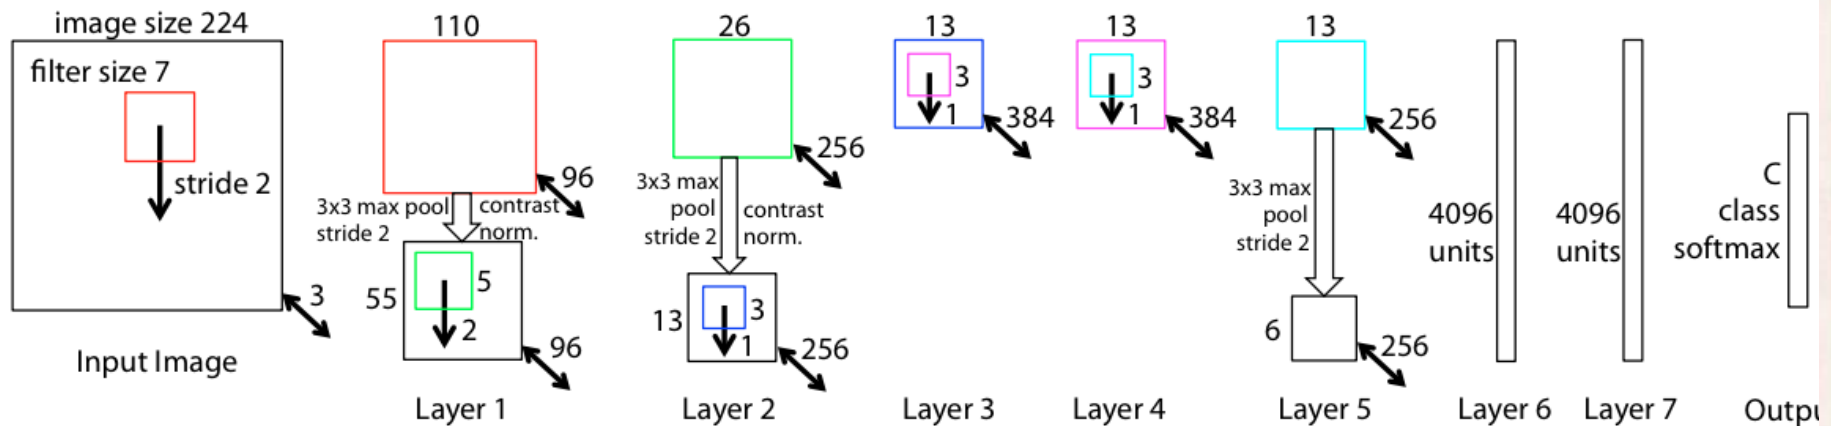 image size 224
filter size 7
stride 2
3
Input Image
110
96
3x3 max pool
stride 2
contrast
norm.
55
5
2
96
Layer 1
26
256
3x3 max
pool
stride 2
contrast
norm.
13
3
1
256
Layer 2
13
3
1
384
Layer 3
13
3
1
384
Layer 4
13
256
3x3 max
pool
stride 2
6
256
Layer 5
4096
units
Layer 6
4096
units
Layer 7
C
class
softmax